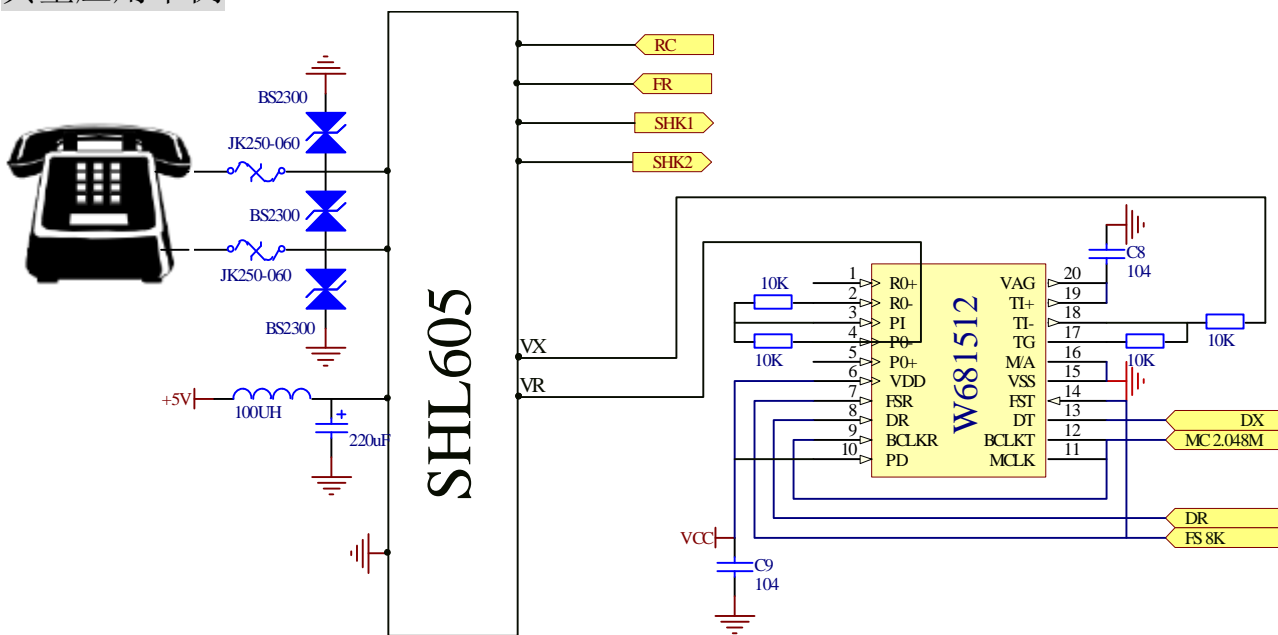 RC
FR
SHK1
SHK2
BS2300
JK250-060
BS2300
JK250-060
BS2300
+5V
100UH
+
220uF
SHL605
VX
VR
10K
10K
1
2
3
4
5
6
7
8
9
10
R0+
R0-
PI
P0-
P0+
VDD
FSR
DR
BCLKR
PD
W681512
VAG
TI+
TI-
TG
M/A
VSS
FST
DT
BCLKT
MCLK
20
19
18
17
16
15
14
13
12
11
C8
104
10K
10K
DX
MC 2.048M
DR
FS 8K
VCC
C9
104